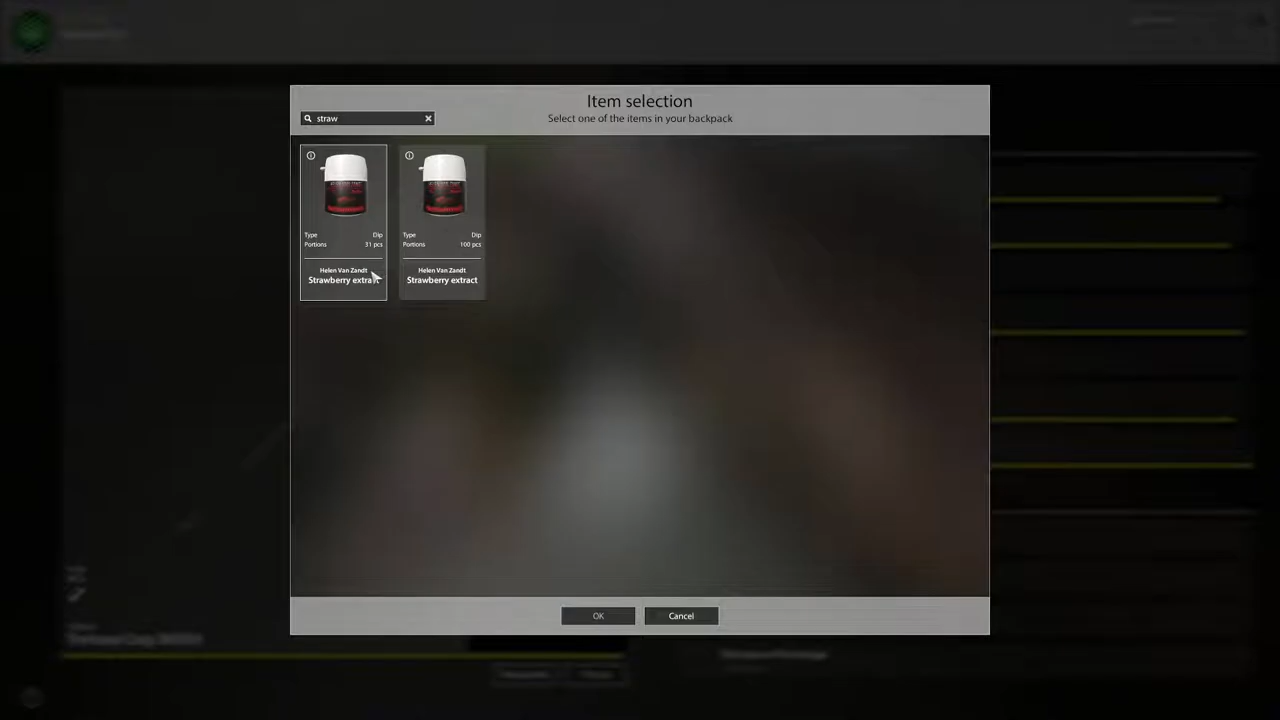 Item selection
straw
Select one of the items in your backpack
Type Dip
Portions 31 pcs
Helen Van Zandt
Strawberry extract
Type Dip
Portions 100 pcs
Helen Van Zandt
Strawberry extract
OK
Cancel